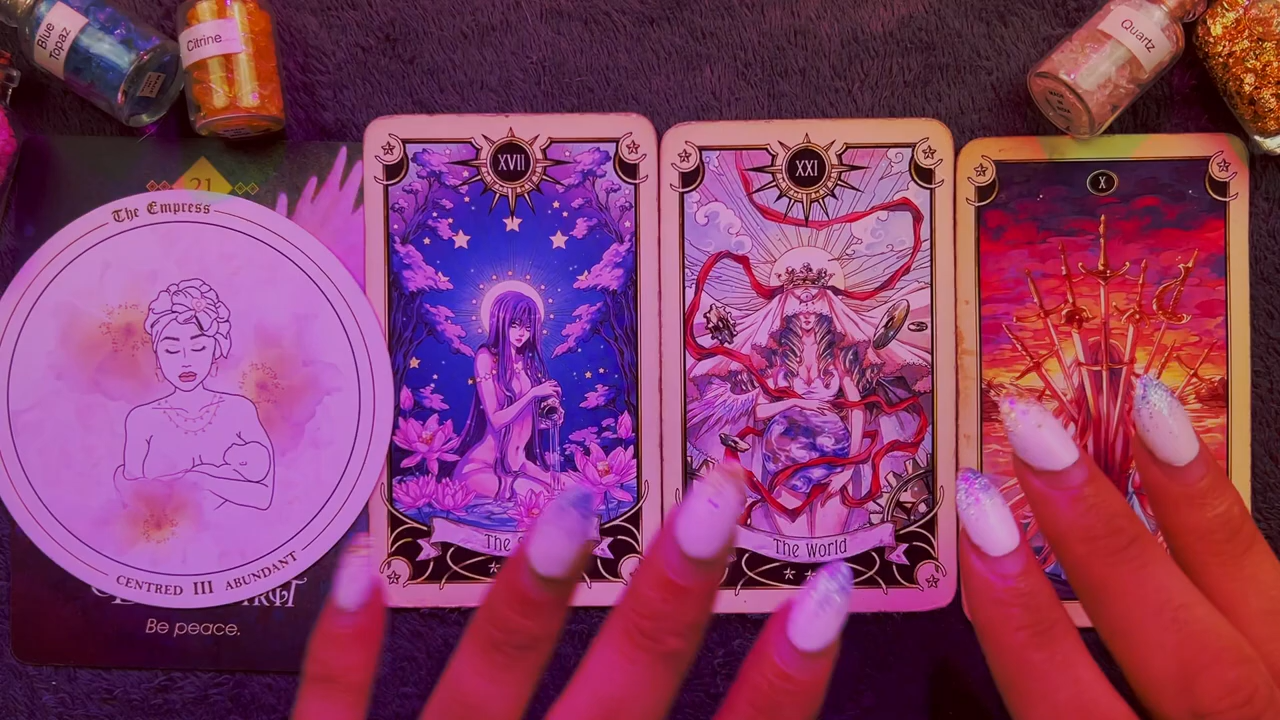 Blue
Topaz
Citrine
Quartz
21
The Empress
CENTRED III ABUNDANT
Be peace.
XVII
The
XXI
The World
X